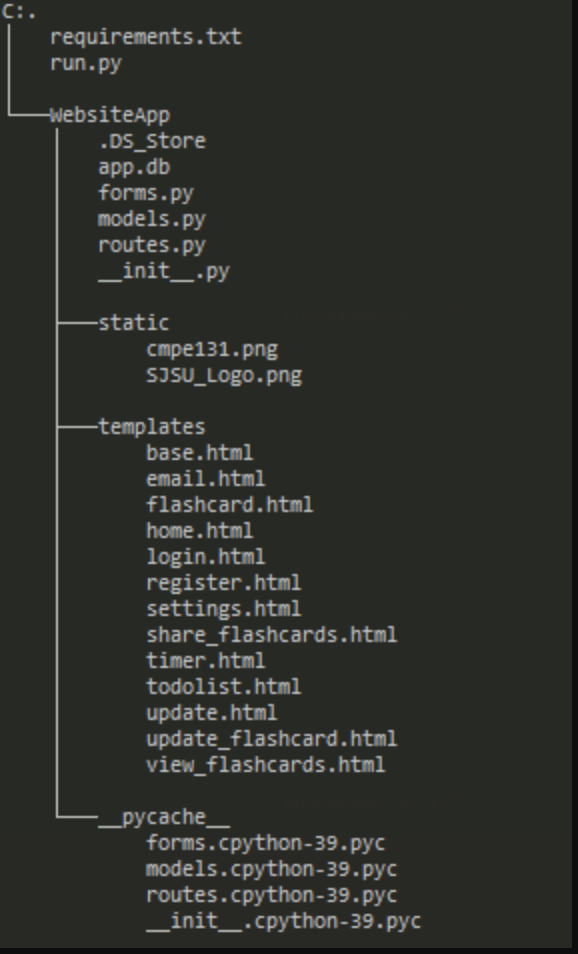 C:.
requirements.txt
run.py
WebsiteApp
.DS_Store
app.db
forms.py
models.py
routes.py
__init__.py
static
cmpe131.png
SJSU_Logo.png
templates
base.html
email.html
flashcard.html
home.html
login.html
register.html
settings.html
share_flashcards.html
timer.html
todolist.html
update.html
update_flashcard.html
view_flashcards.html
__pycache__
forms.cpython-39.pyc
models.cpython-39.pyc
routes.cpython-39.pyc
__init__.cpython-39.pyc